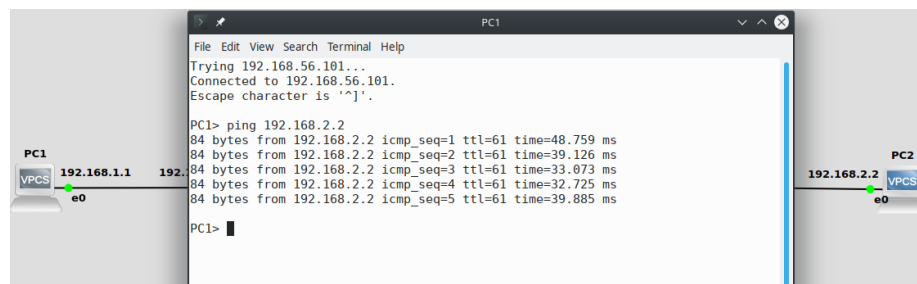 PC1
File Edit View Search Terminal Help
Trying 192.168.56.101...
Connected to 192.168.56.101.
Escape character is '^]'.
PC1> ping 192.168.2.2
84 bytes from 192.168.2.2 icmp_seq=1 ttl=61 time=48.759 ms
84 bytes from 192.168.2.2 icmp_seq=2 ttl=61 time=39.126 ms
84 bytes from 192.168.2.2 icmp_seq=3 ttl=61 time=33.073 ms
84 bytes from 192.168.2.2 icmp_seq=4 ttl=61 time=32.725 ms
84 bytes from 192.168.2.2 icmp_seq=5 ttl=61 time=39.885 ms
PC1>
PC1
VPCS
192.168.1.1
192.
e0
PC2
192.168.2.2
VPCS
e0